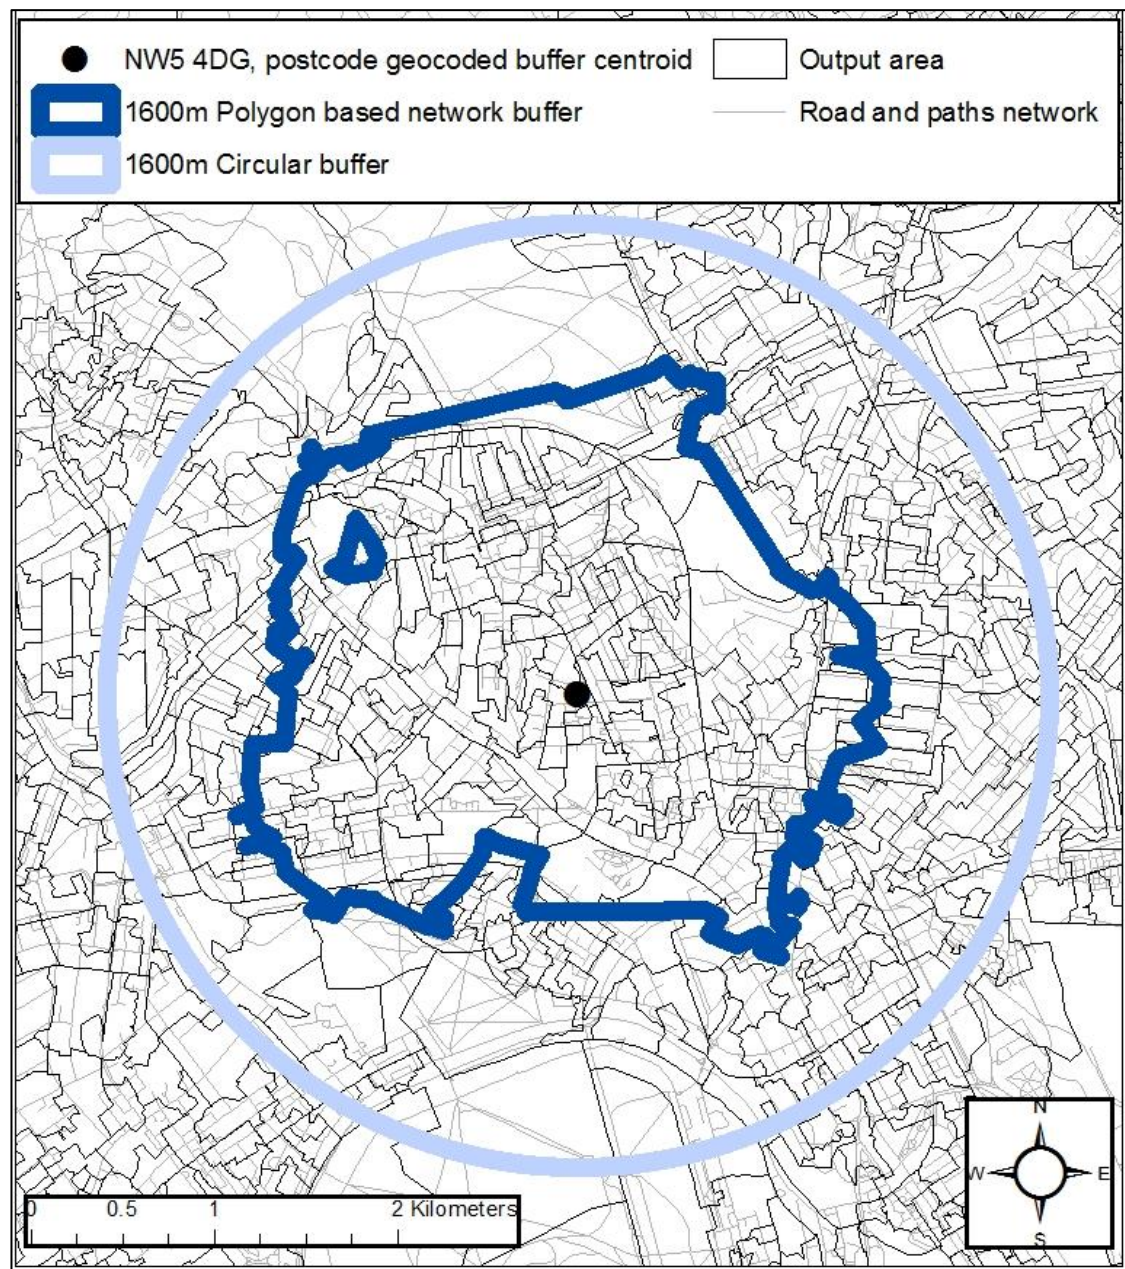 NW5 4DG, postcode geocoded buffer centroid
Output area
1600m Polygon based network buffer
Road and paths network
1600m Circular buffer
N
W E
S
0 0.5 1 2 Kilometers